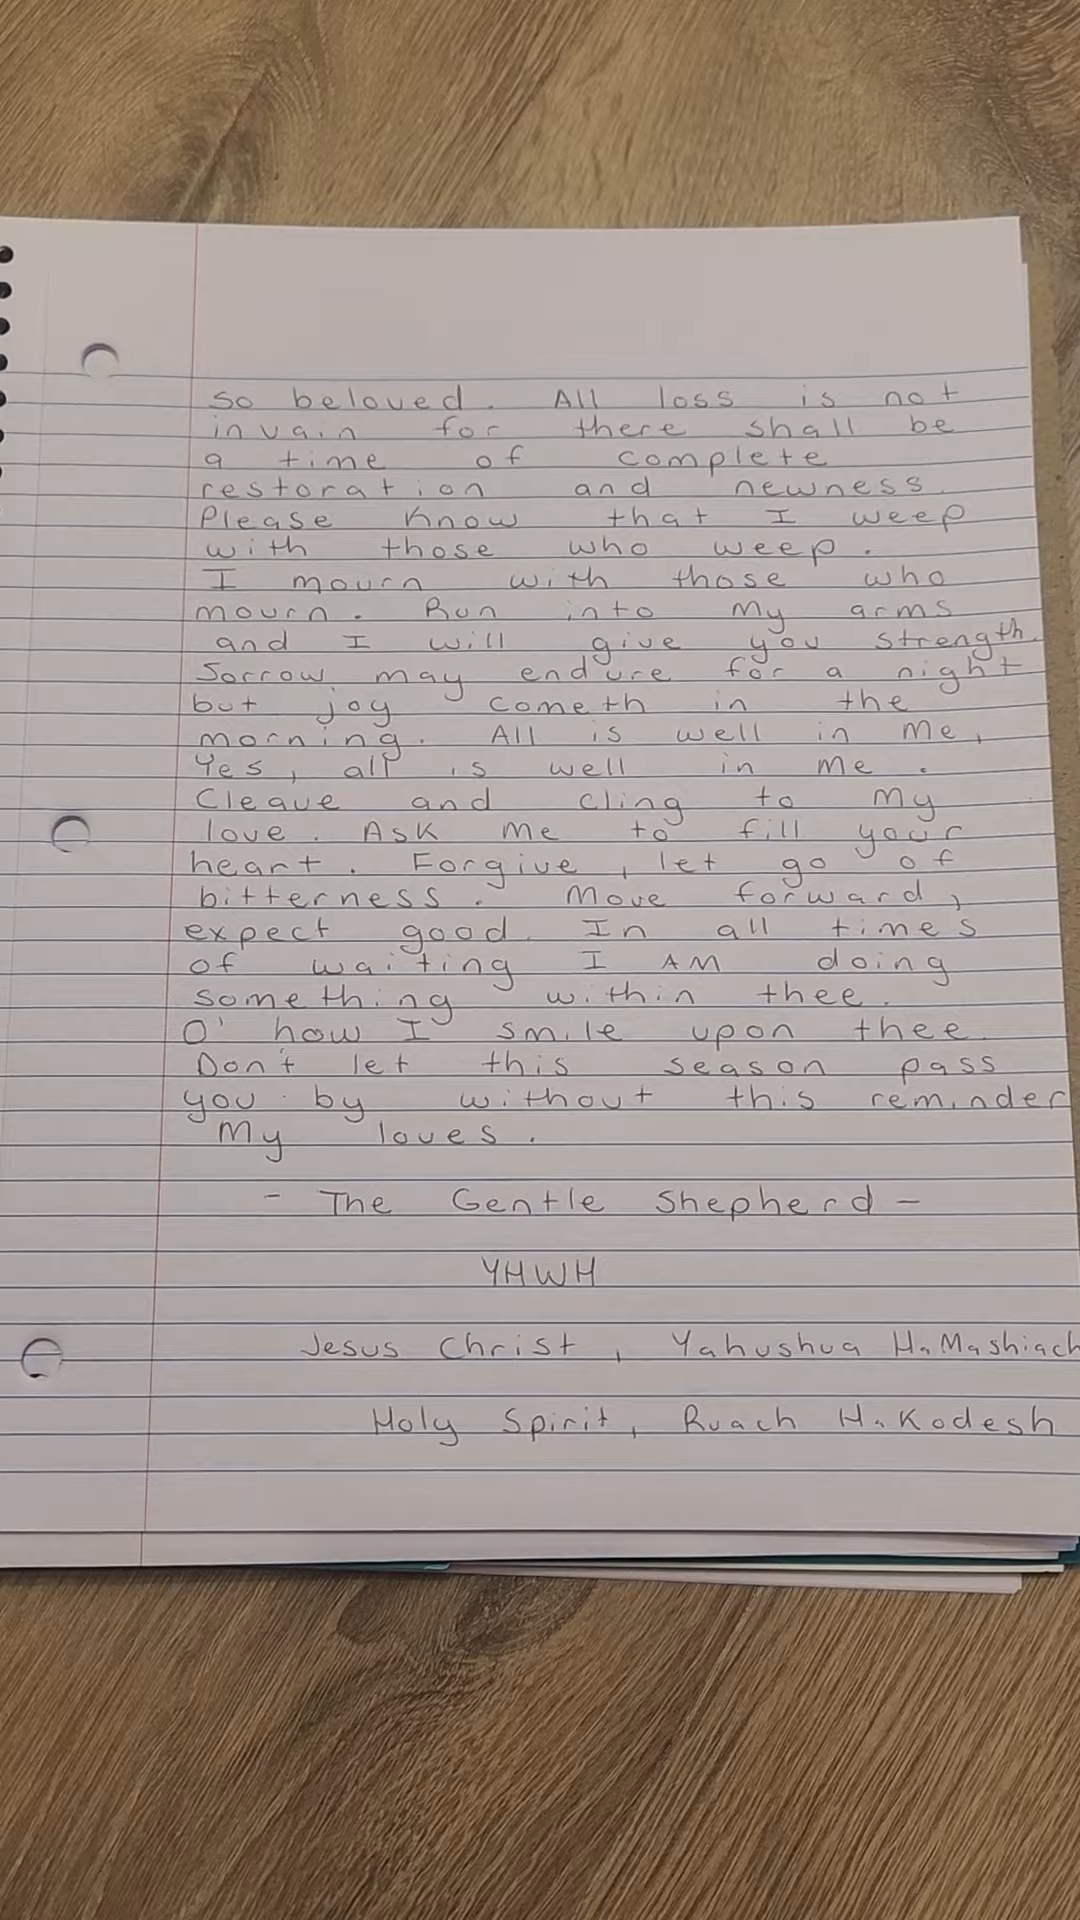 so beloved. All loss is not
in vain for there shall be
a time of complete
restoration and newness.
Please know that I weep
with those who weep.
I mourn with those who
mourn. Run into My arms
and I will give you strength.
Sorrow may endure for a night
but joy cometh in the
morning. All is well in Me,
Yes, all is well in Me.
Cleave and cling to My
love. Ask Me to fill your
heart. Forgive, let go of
bitterness. Move forward,
expect good. In all times
of waiting I AM doing
something within thee.
O' how I smile upon thee.
Don't let this season pass
you by without this reminder
My loves.
- The Gentle Shepherd -
YHWH
Jesus Christ, Yahushua HaMashiach
Holy Spirit, Ruach HaKodesh